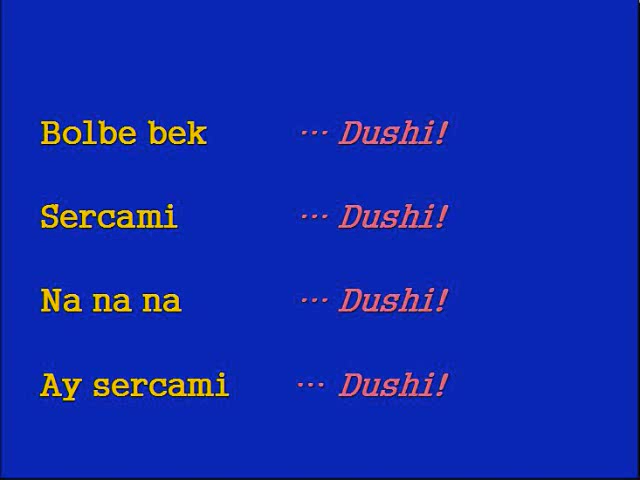 Bolbe bek ... Dushi!
Sercami ... Dushi!
Na na na ... Dushi!
Ay sercami ... Dushi!